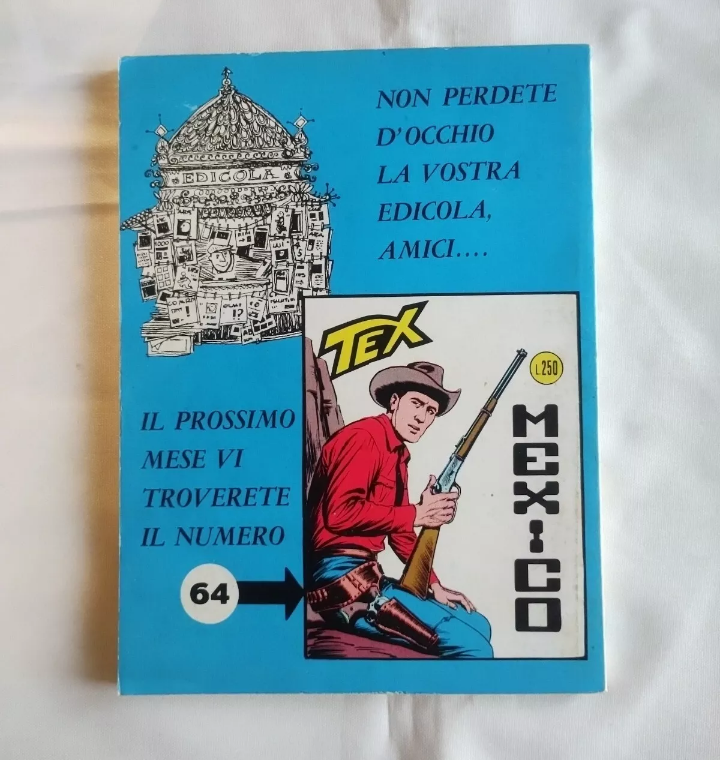 NON PERDETE
D'OCCHIO
LA VOSTRA
EDICOLA,
AMICI....
EDICOLA
TEX
L.250
MEXICO
IL PROSSIMO
MESE VI
TROVERETE
IL NUMERO
64